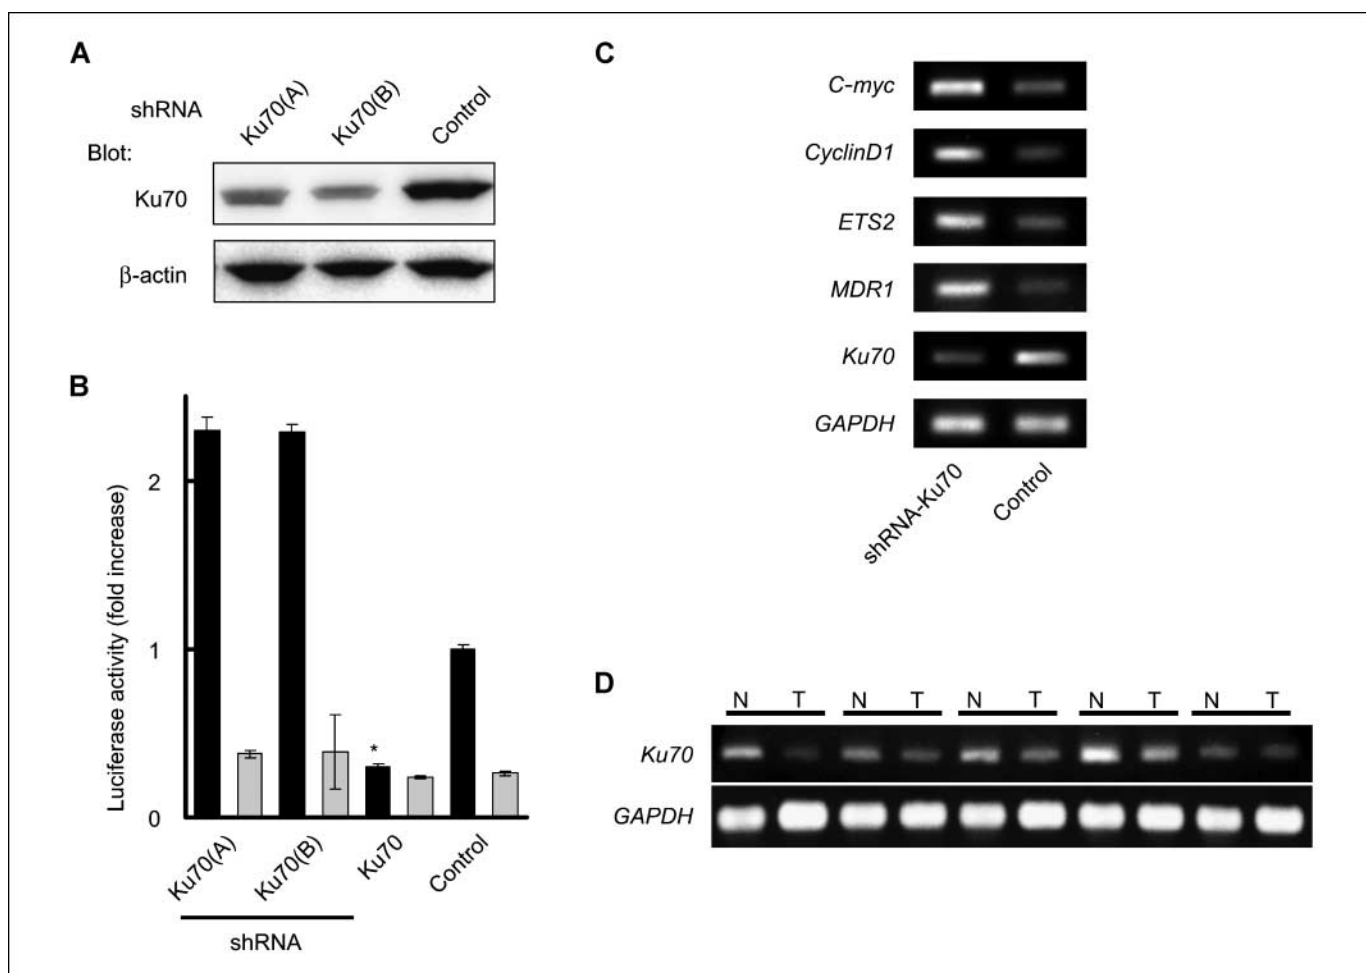 A
shRNA
Ku70(A)
Ku70(B)
Control
Blot:
Ku70
β-actin
B
Luciferase activity (fold increase)
2
1
0
*
Ku70(A)
Ku70(B)
Ku70
Control
shRNA
C
C-myc
CyclinD1
ETS2
MDR1
Ku70
GAPDH
shRNA-Ku70
Control
D
N T N T N T N T N T
Ku70
GAPDH